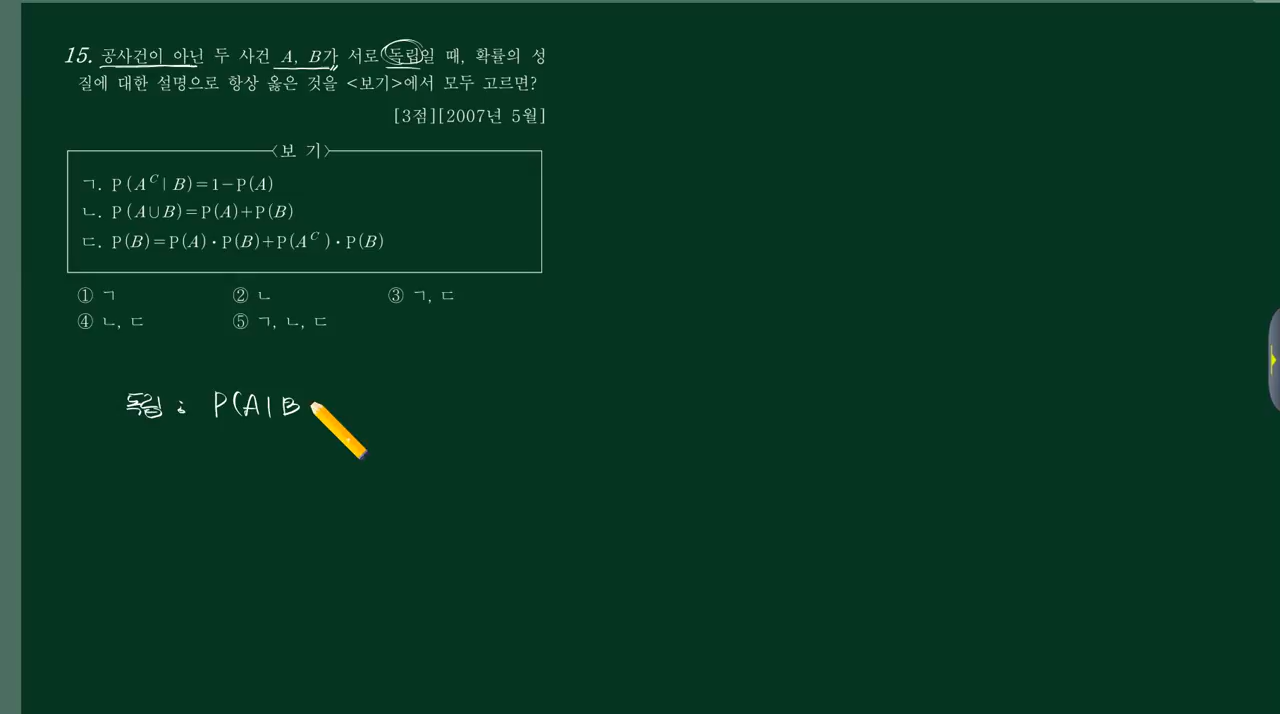 15. 공사건이 아닌 두 사건 A, B가 서로 독립일 때, 확률의 성
질에 대한 설명으로 항상 옳은 것을 <보기>에서 모두 고르면?
[3점][2007년 5월]
<보 기>
ㄱ. P(A^C | B)=1-P(A)
ㄴ. P(A∪B)=P(A)+P(B)
ㄷ. P(B)=P(A)·P(B)+P(A^C)·P(B)
① ㄱ ② ㄴ ③ ㄱ, ㄷ
④ ㄴ, ㄷ ⑤ ㄱ, ㄴ, ㄷ
독립 : P(A|B